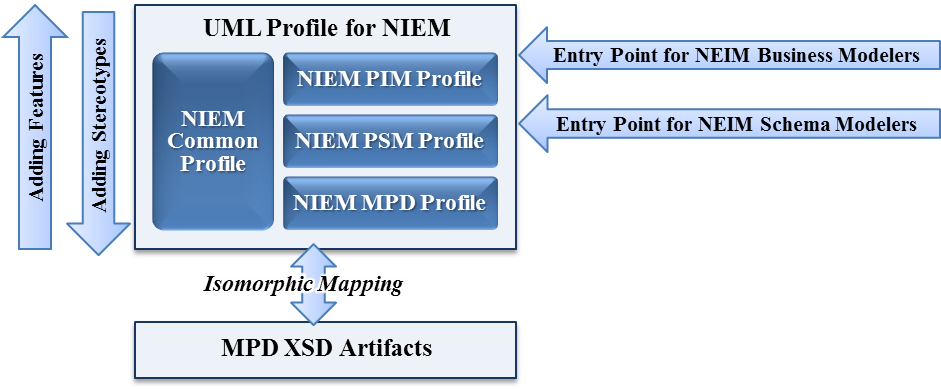 Adding Features
Adding Stereotypes
UML Profile for NIEM
NIEM
Common
Profile
NIEM PIM Profile
NIEM PSM Profile
NIEM MPD Profile
Entry Point for NEIM Business Modelers
Entry Point for NEIM Schema Modelers
Isomorphic Mapping
MPD XSD Artifacts